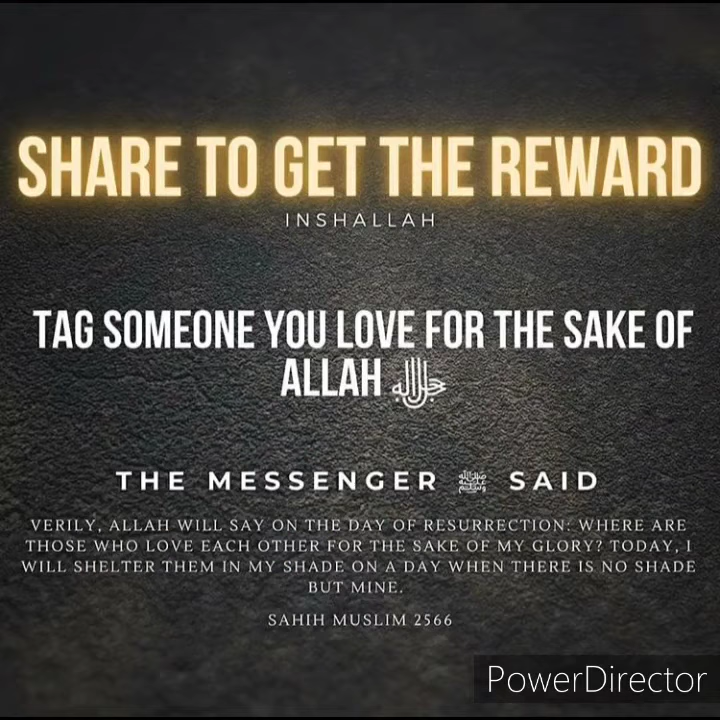 SHARE TO GET THE REWARD
INSHALLAH
TAG SOMEONE YOU LOVE FOR THE SAKE OF
ALLAH ﷻ
THE MESSENGER ﷺ SAID
VERILY, ALLAH WILL SAY ON THE DAY OF RESURRECTION: WHERE ARE
THOSE WHO LOVE EACH OTHER FOR THE SAKE OF MY GLORY? TODAY, I
WILL SHELTER THEM IN MY SHADE ON A DAY WHEN THERE IS NO SHADE
BUT MINE.
SAHIH MUSLIM 2566
PowerDirector